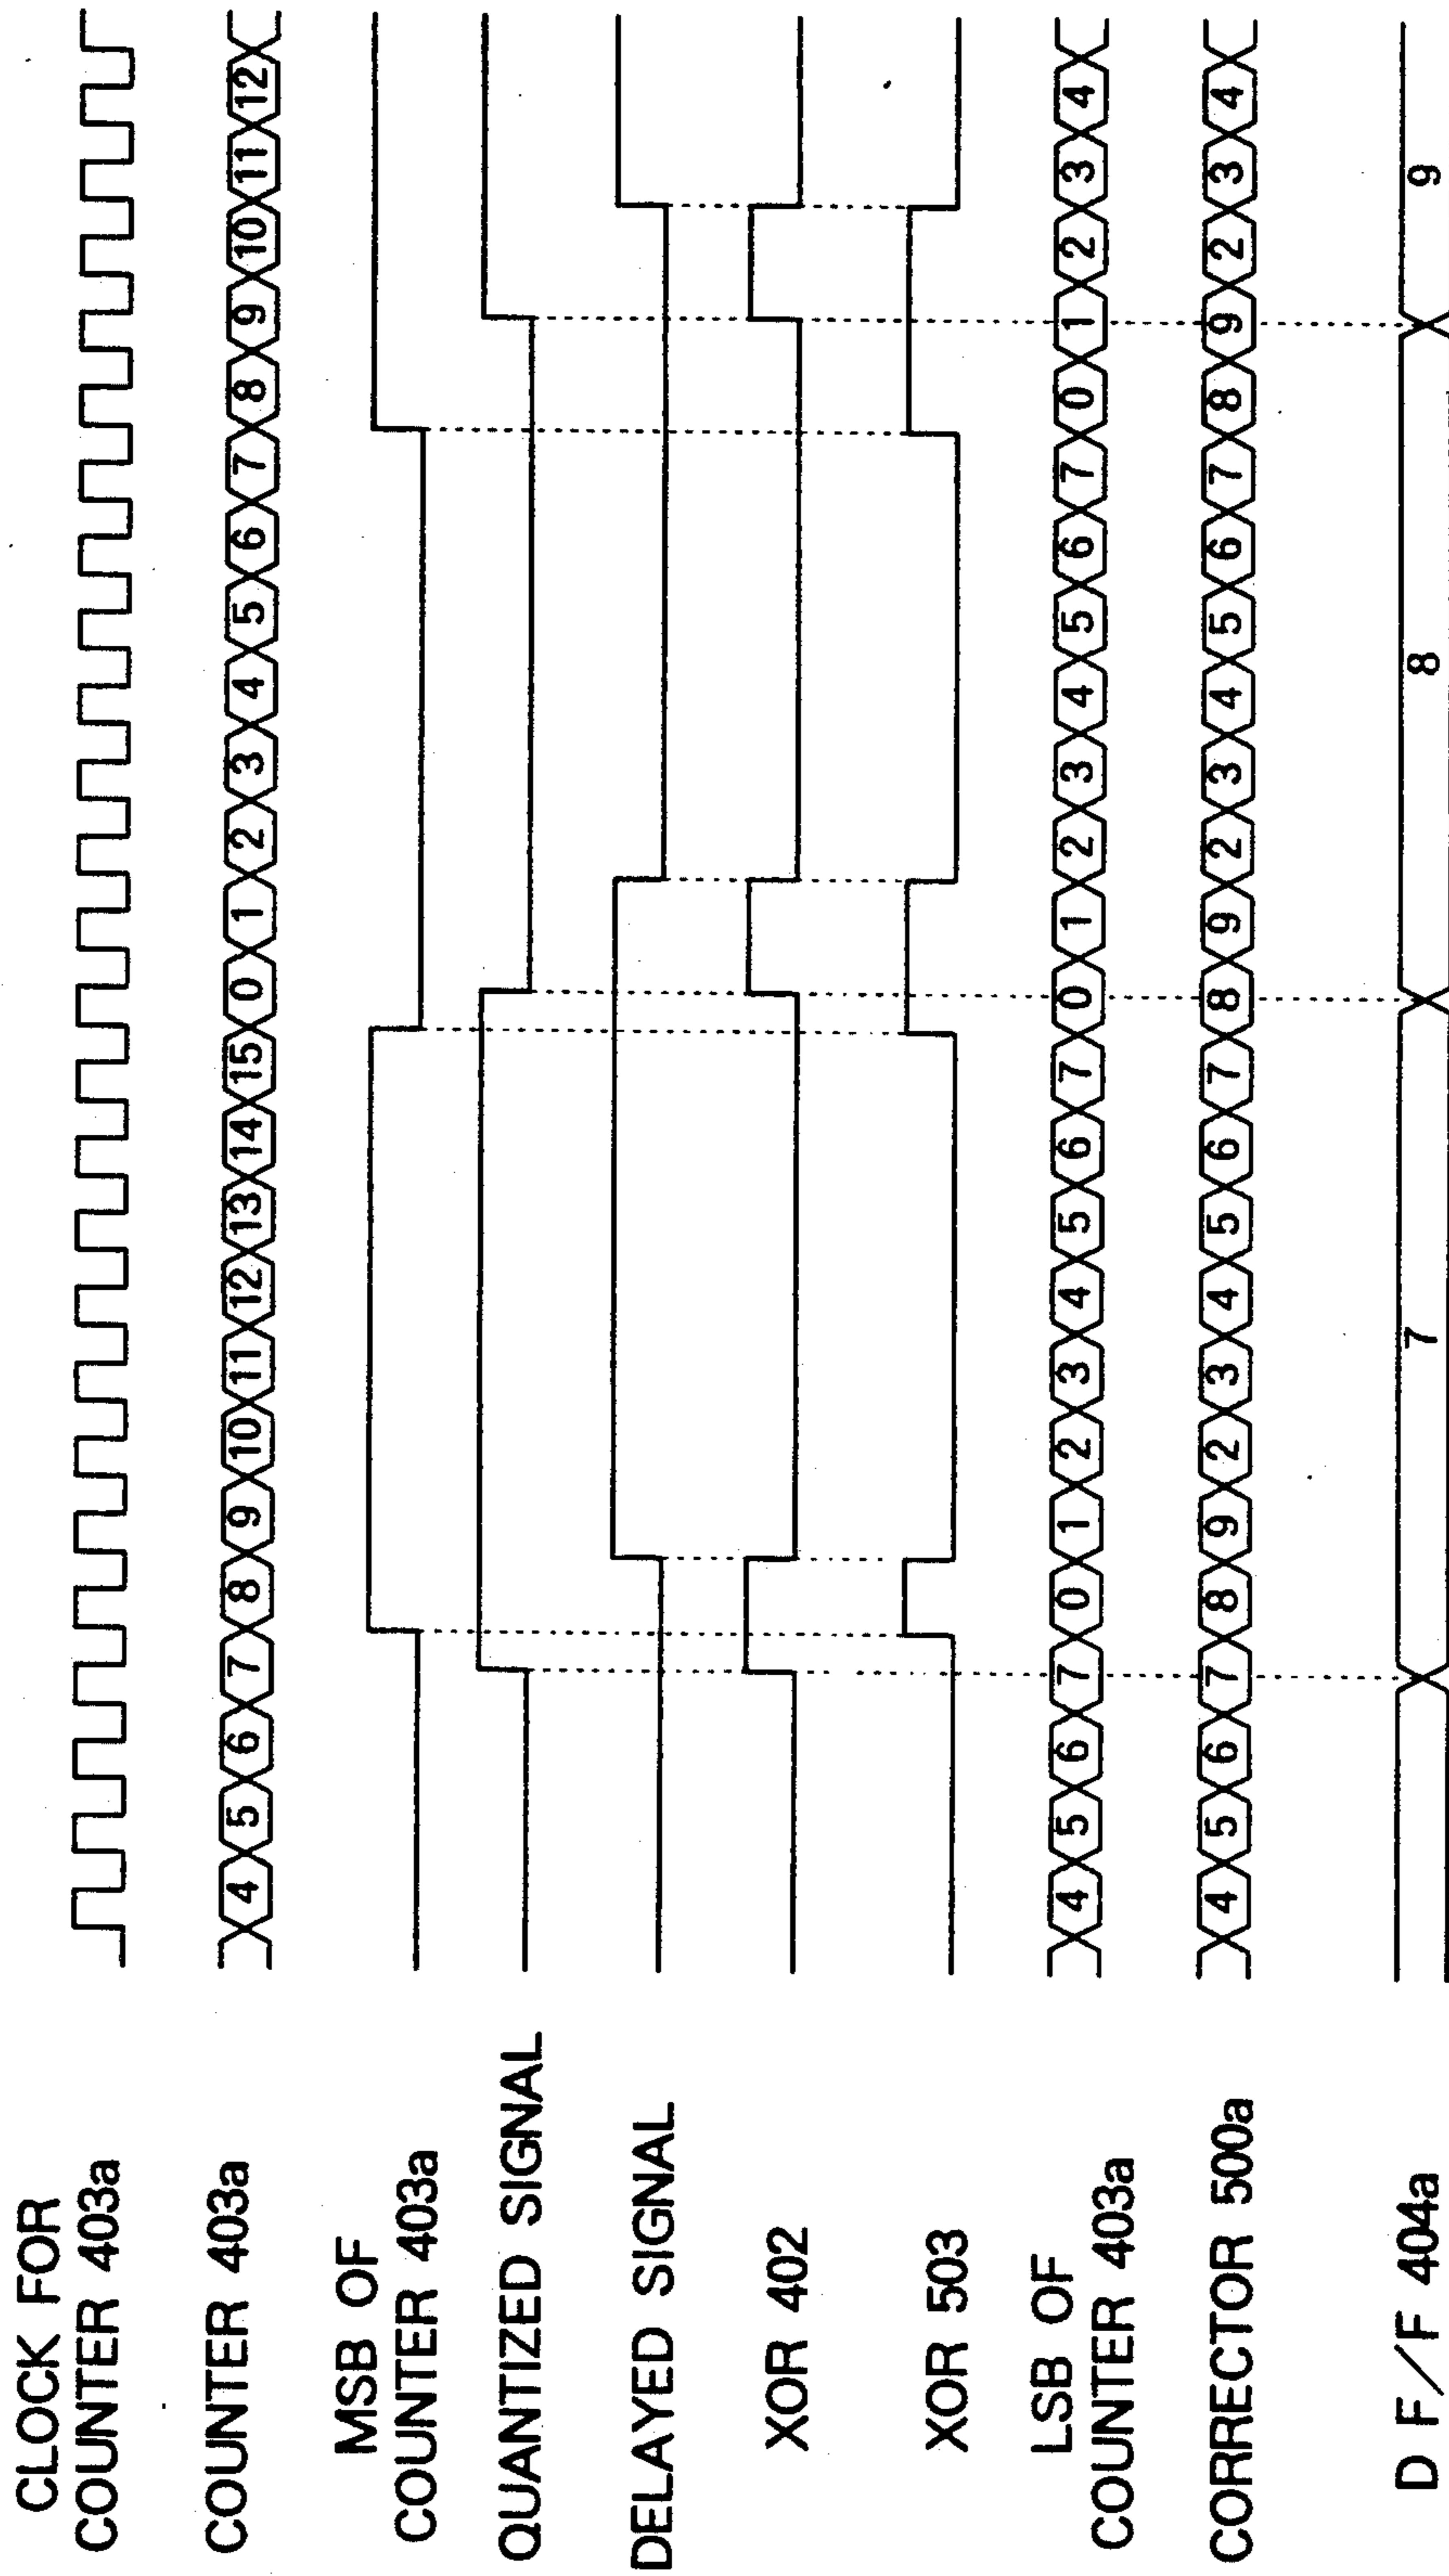 CLOCK FOR
COUNTER 403a
COUNTER 403a
4 5 6 7 8 9 10 11 12 13 14 15 0 1 2 3 4 5 6 7 8 9 10 11 12
MSB OF
COUNTER 403a
QUANTIZED SIGNAL
DELAYED SIGNAL
XOR 402
XOR 503
LSB OF
COUNTER 403a
4 5 6 7 0 1 2 3 4 5 6 7 0 1 2 3 4 5 6 7 0 1 2 3 4
CORRECTOR 500a
4 5 6 7 8 9 2 3 4 5 6 7 8 9 2 3 4 5 6 7 8 9 2 3 4
D F/F 404a
7 8 9